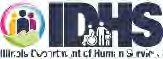 IDHS
Illinois Department of Human Services